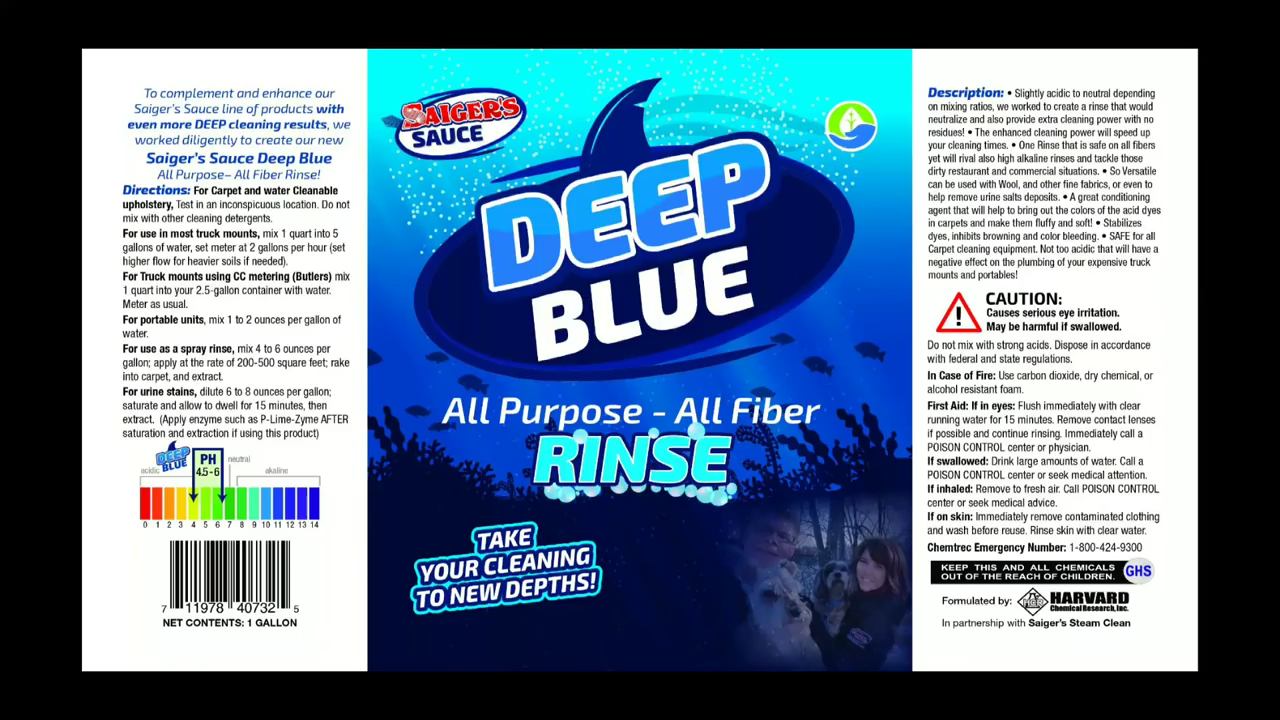 To complement and enhance our
Saiger's Sauce line of products with
even more DEEP cleaning results, we
worked diligently to create our new
Saiger's Sauce Deep Blue
All Purpose– All Fiber Rinse!
Directions: For Carpet and water Cleanable
upholstery, Test in an inconspicuous location. Do not
mix with other cleaning detergents.
For use in most truck mounts, mix 1 quart into 5
gallons of water, set meter at 2 gallons per hour (set
higher flow for heavier soils if needed).
For Truck mounts using CC metering (Butlers) mix
1 quart into your 2.5-gallon container with water.
Meter as usual.
For portable units, mix 1 to 2 ounces per gallon of
water.
For use as a spray rinse, mix 4 to 6 ounces per
gallon; apply at the rate of 200-500 square feet; rake
into carpet, and extract.
For urine stains, dilute 6 to 8 ounces per gallon;
saturate and allow to dwell for 15 minutes, then
extract. (Apply enzyme such as P-Lime-Zyme AFTER
saturation and extraction if using this product)
DEEP
BLUE
PH
4.5-6
acidic
neutral
akaline
0 1 2 3 4 5 6 7 8 9 10 11 12 13 14
7 11978 40732 5
NET CONTENTS: 1 GALLON
SAIGER'S
SAUCE
DEEP
BLUE
All Purpose - All Fiber
RINSE
TAKE
YOUR CLEANING
TO NEW DEPTHS!
Description: • Slightly acidic to neutral depending
on mixing ratios, we worked to create a rinse that would
neutralize and also provide extra cleaning power with no
residues! • The enhanced cleaning power will speed up
your cleaning times. • One Rinse that is safe on all fibers
yet will rival also high alkaline rinses and tackle those
dirty restaurant and commercial situations. • So Versatile
can be used with Wool, and other fine fabrics, or even to
help remove urine salts deposits. • A great conditioning
agent that will help to bring out the colors of the acid dyes
in carpets and make them fluffy and soft! • Stabilizes
dyes, inhibits browning and color bleeding. • SAFE for all
Carpet cleaning equipment. Not too acidic that will have a
negative effect on the plumbing of your expensive truck
mounts and portables!
CAUTION:
Causes serious eye irritation.
May be harmful if swallowed.
Do not mix with strong acids. Dispose in accordance
with federal and state regulations.
In Case of Fire: Use carbon dioxide, dry chemical, or
alcohol resistant foam.
First Aid: If in eyes: Flush immediately with clear
running water for 15 minutes. Remove contact lenses
if possible and continue rinsing. Immediately call a
POISON CONTROL center or physician.
If swallowed: Drink large amounts of water. Call a
POISON CONTROL center or seek medical attention.
If inhaled: Remove to fresh air. Call POISON CONTROL
center or seek medical advice.
If on skin: Immediately remove contaminated clothing
and wash before reuse. Rinse skin with clear water.
Chemtrec Emergency Number: 1-800-424-9300
KEEP THIS AND ALL CHEMICALS
OUT OF THE REACH OF CHILDREN.
GHS
Formulated by: HARVARD
Chemical Research, Inc.
In partnership with Saiger's Steam Clean